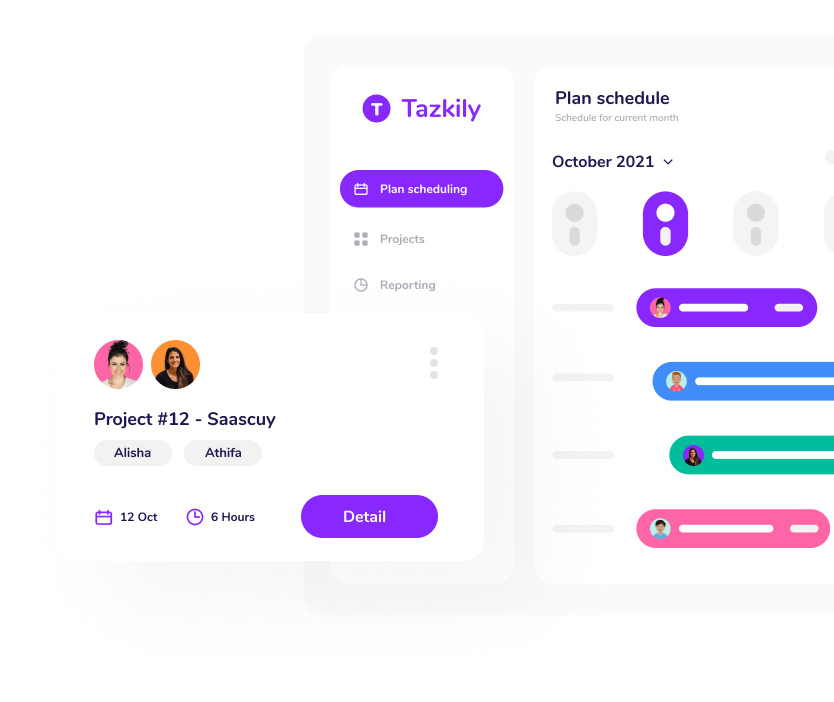 T Tazkily
Plan scheduling
Projects
Reporting
Plan schedule
Schedule for current month
October 2021
Project #12 - Saascuy
Alisha Athifa
12 Oct 6 Hours Detail